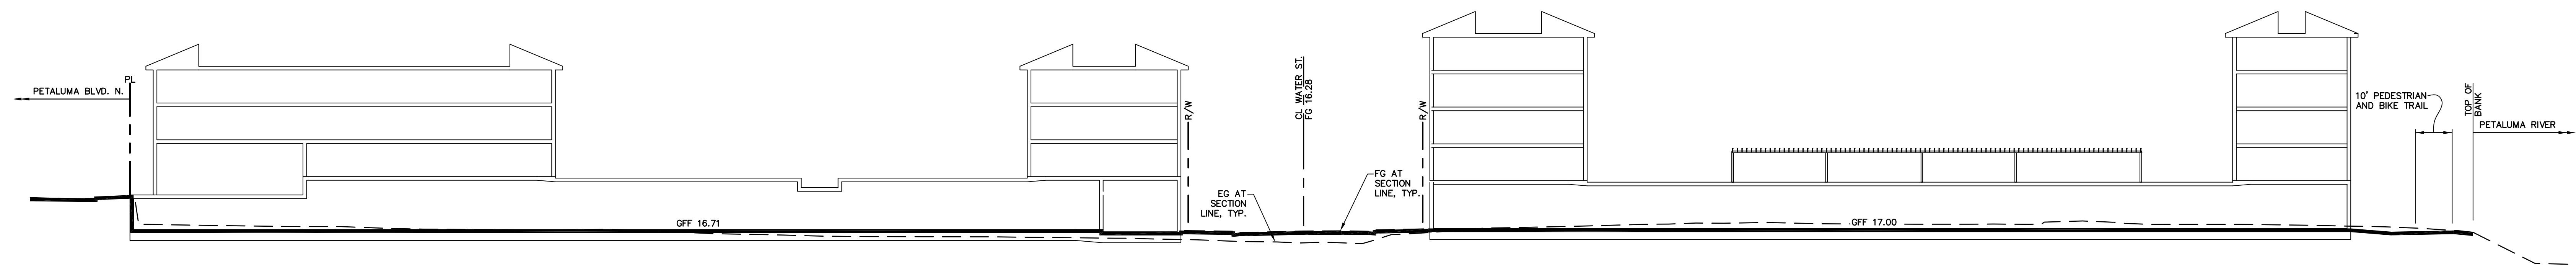 PL
PETALUMA BLVD. N.
R/W
CL WATER ST.
FG 16.28
R/W
10' PEDESTRIAN
AND BIKE TRAIL
TOP OF
BANK
PETALUMA RIVER
EG AT
SECTION
LINE, TYP.
FG AT
SECTION
LINE, TYP.
GFF 16.71
GFF 17.00